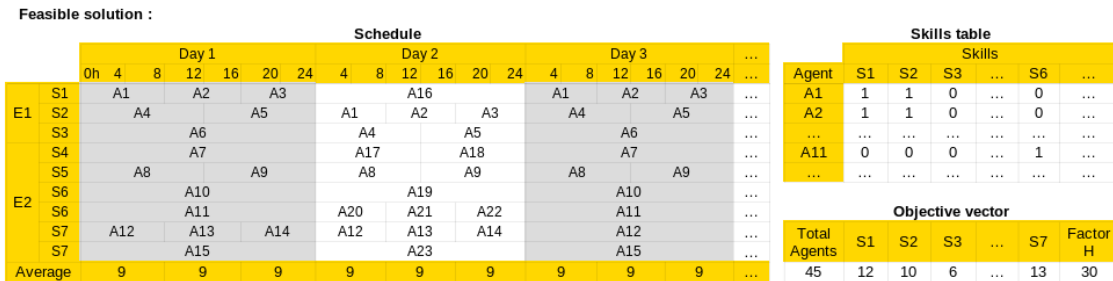 Feasible solution :
Schedule
Day 1 Day 2 Day 3 ...
0h 4 8 12 16 20 24 4 8 12 16 20 24 4 8 12 16 20 24 ...
E1 S1 A1 A2 A3 A16 A1 A2 A3 ...
S2 A4 A5 A1 A2 A3 A4 A5 ...
S3 A6 A4 A5 A6 ...
E2 S4 A7 A17 A18 A7 ...
S5 A8 A9 A8 A9 A8 A9 ...
S6 A10 A19 A10 ...
S6 A11 A20 A21 A22 A11 ...
S7 A12 A13 A14 A12 A13 A14 A12 ...
S7 A15 A23 A15 ...
Average 9 9 9 9 9 9 9 9 9 ...
Skills table
Skills
Agent S1 S2 S3 ... S6 ...
A1 1 1 0 ... 0 ...
A2 1 1 0 ... 0 ...
... ... ... ... ... ... ...
A11 0 0 0 ... 1 ...
... ... ... ... ... ... ...
Objective vector
Total Agents S1 S2 S3 ... S7 Factor H
45 12 10 6 ... 13 30